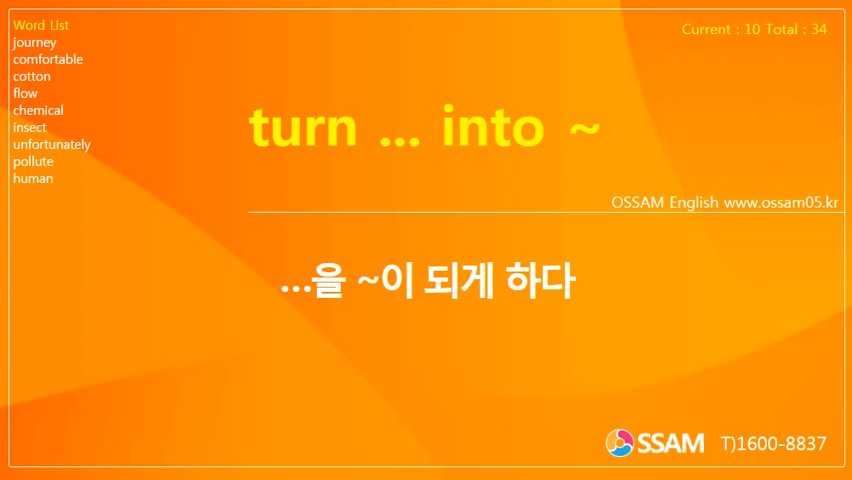 Word List
journey
comfortable
cotton
flow
chemical
insect
unfortunately
pollute
human
Current : 10 Total : 34
turn ... into ~
OSSAM English www.ossam05.kr
...을 ~이 되게 하다
OSSAM T)1600-8837